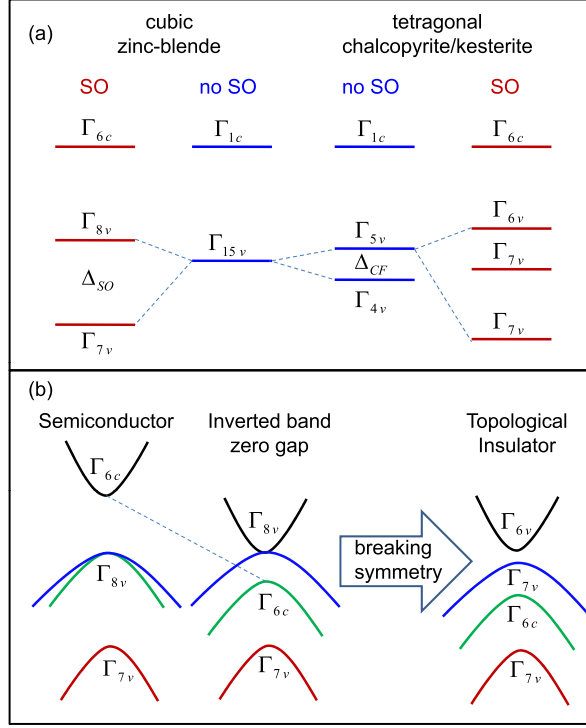 (a)
cubic
zinc-blende
tetragonal
chalcopyrite/kesterite
SO
no SO
no SO
SO
Γ6c
Γ1c
Γ1c
Γ6c
Γ8v
Γ15v
Γ5v
Γ6v
ΔSO
ΔCF
Γ7v
Γ7v
Γ4v
Γ7v
(b)
Semiconductor
Inverted band
zero gap
Topological
Insulator
Γ6c
Γ8v
Γ6v
breaking
symmetry
Γ8v
Γ6c
Γ7v
Γ6c
Γ7v
Γ7v
Γ7v